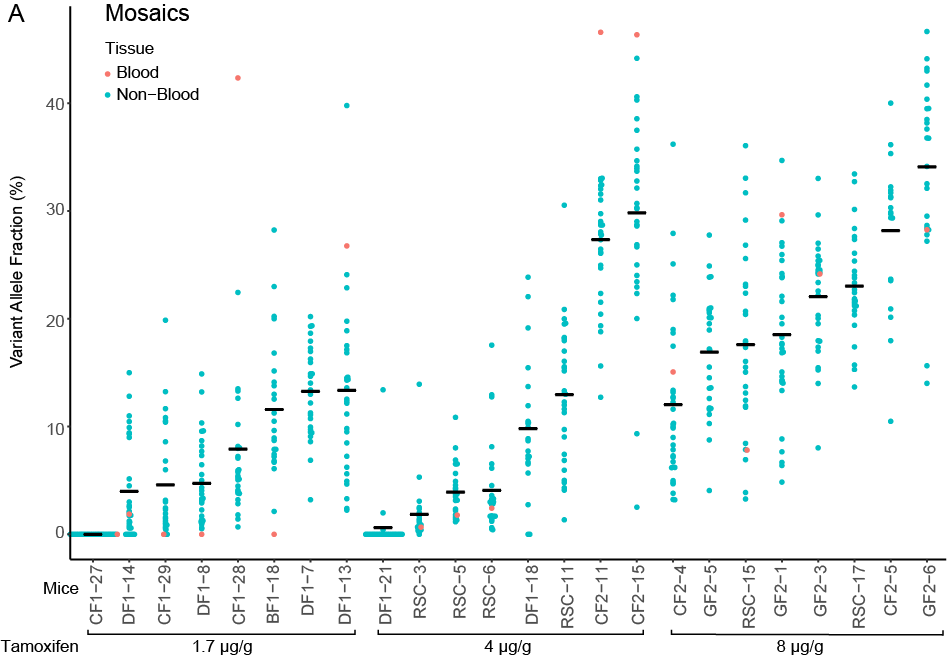 A
Mosaics
Tissue
Blood
Non−Blood
Variant Allele Fraction (%)
40
30
20
10
0
Mice
CF1−27
DF1−14
CF1−29
DF1−8
CF1−28
BF1−18
DF1−7
DF1−13
DF1−21
RSC−3
RSC−5
RSC−6
DF1−18
RSC−11
CF2−11
CF2−15
CF2−4
GF2−5
RSC−15
GF2−1
GF2−3
RSC−17
CF2−5
GF2−6
Tamoxifen
1.7 µg/g
4 µg/g
8 µg/g